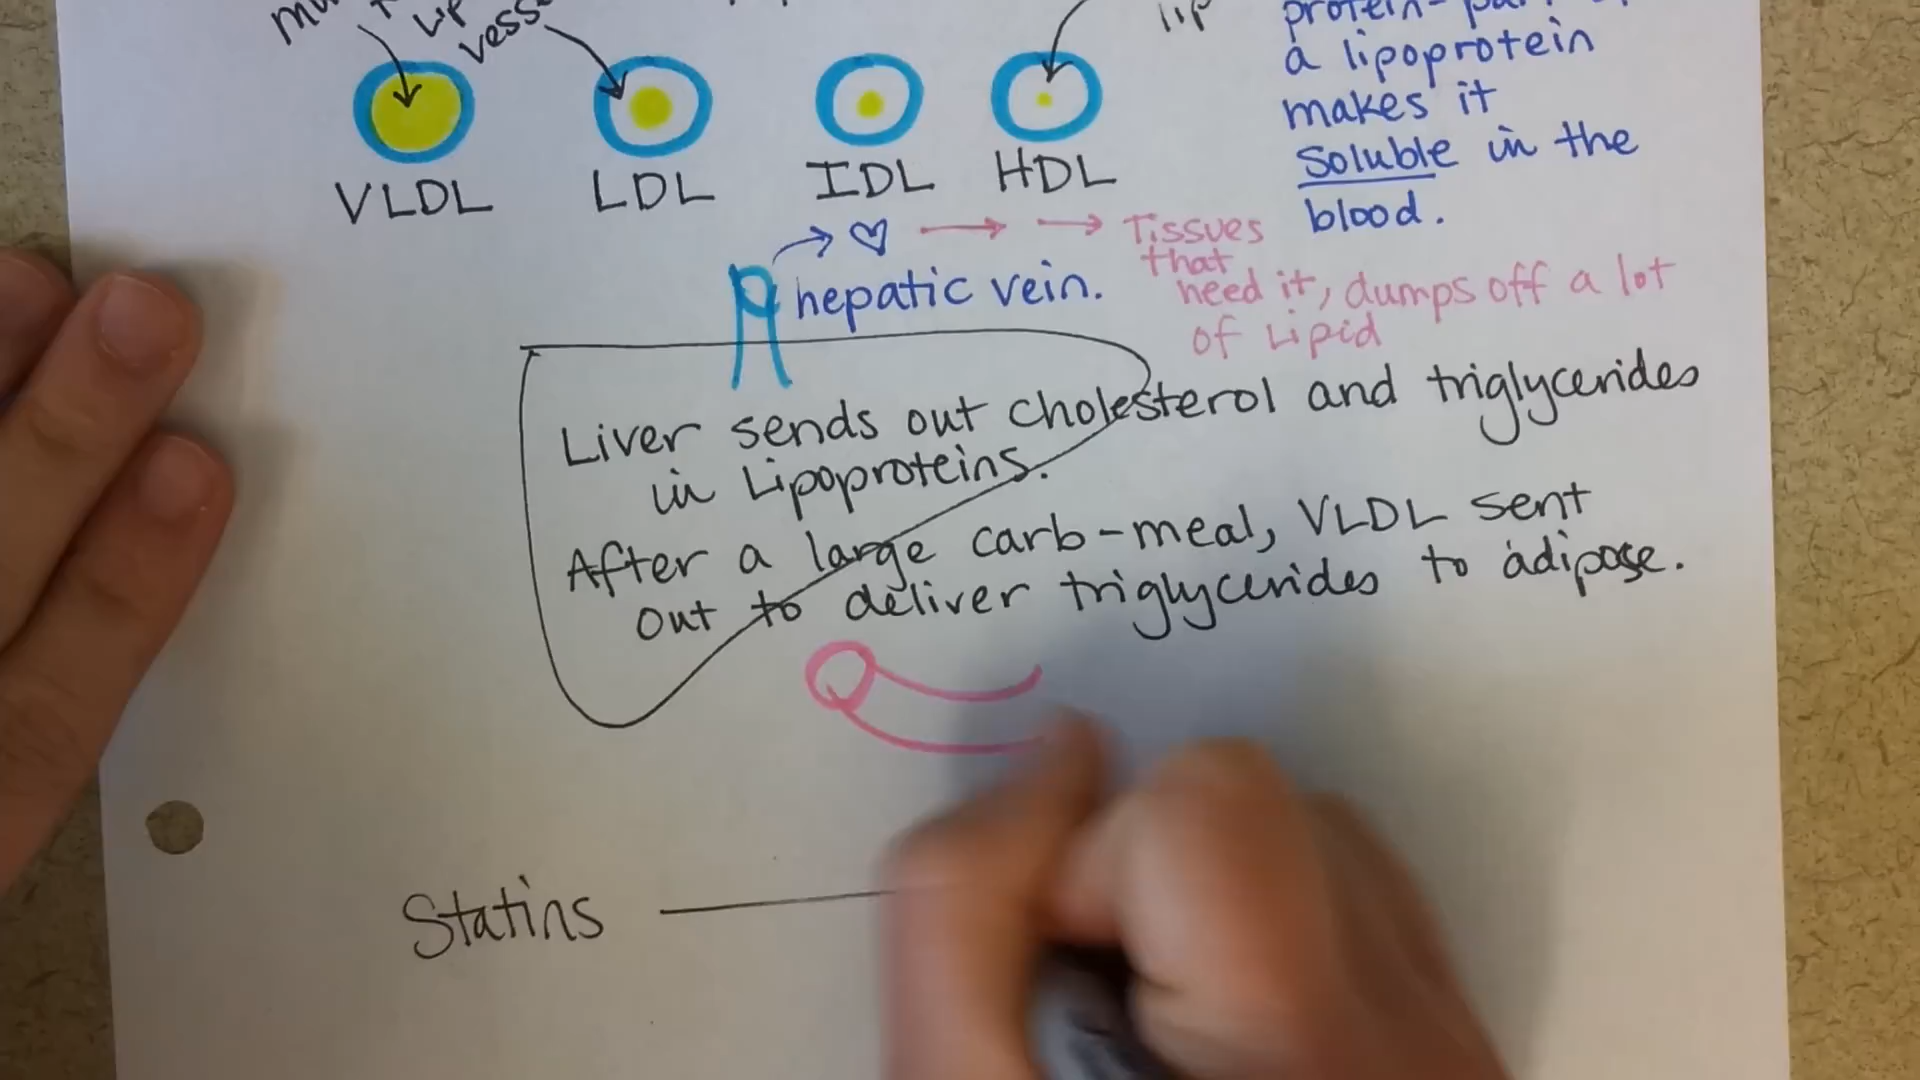 lip
protein-
a lipoprotein
makes it
soluble in the
blood.
VLDL LDL IDL HDL
Tissues
that
need it, dumps off a lot
of Lipid
hepatic vein.
Liver sends out cholesterol and triglycerides
in Lipoproteins.
After a large carb-meal, VLDL sent
out to deliver triglycerides to adipose.
Statins